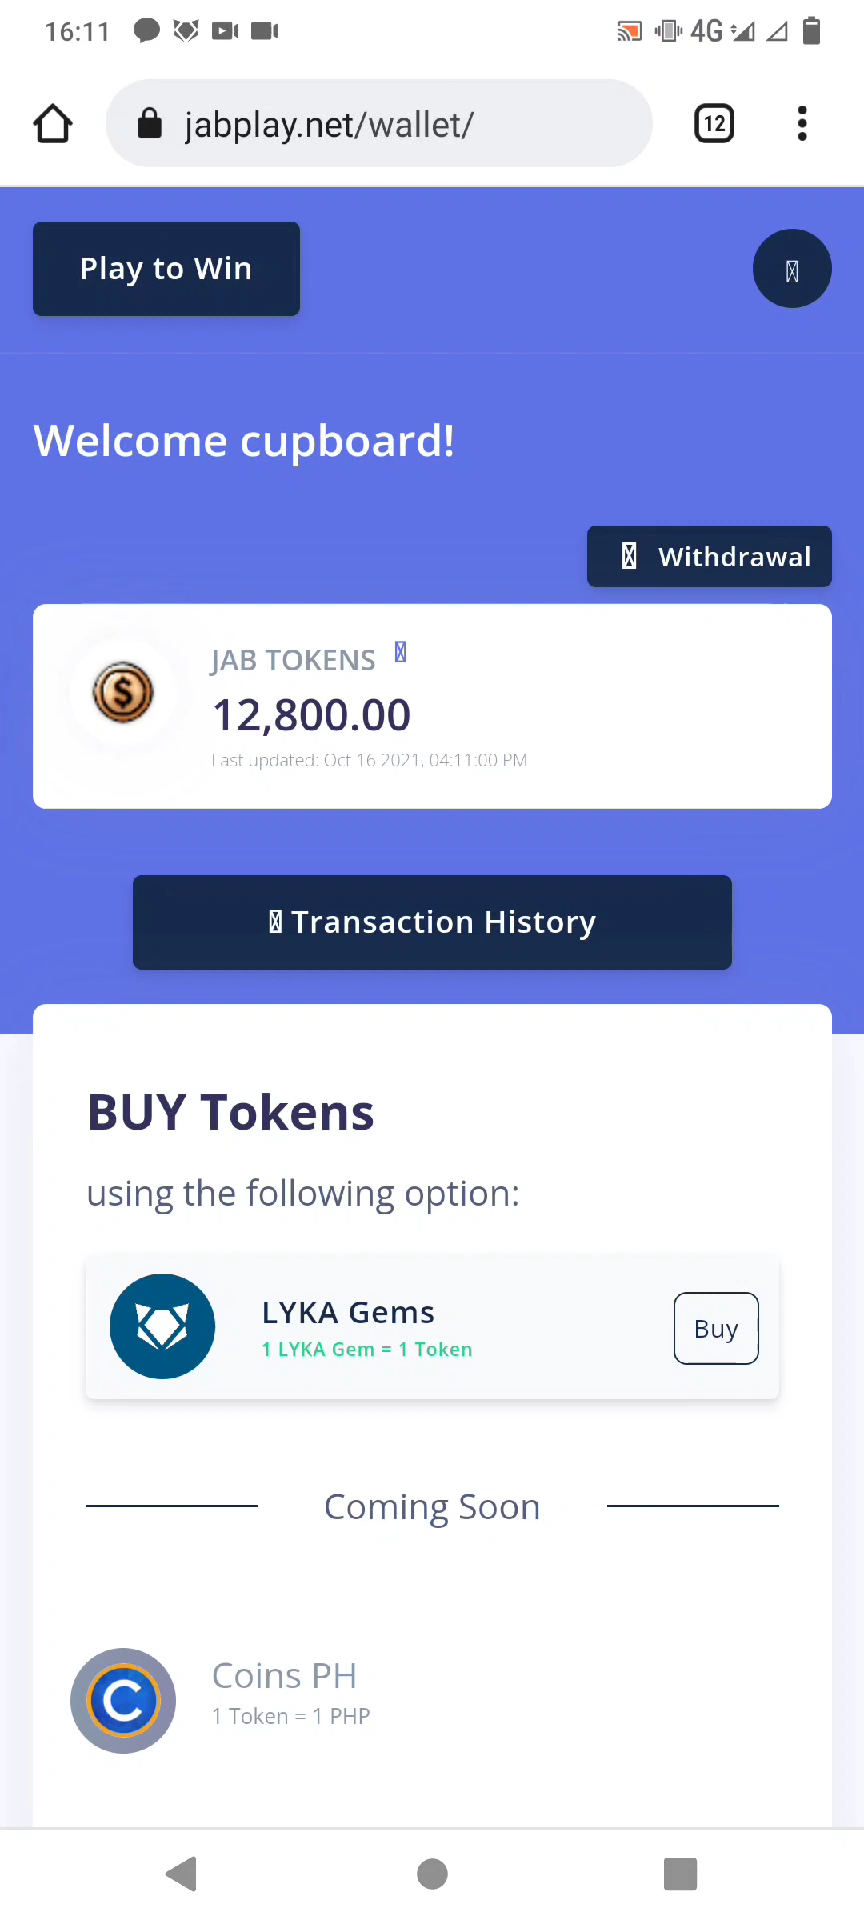 16:11
4G
jabplay.net/wallet/
12
Play to Win
Welcome cupboard!
Withdrawal
JAB TOKENS
12,800.00
Last updated: Oct 16 2021, 04:11:00 PM
Transaction History
BUY Tokens
using the following option:
LYKA Gems
1 LYKA Gem = 1 Token
Buy
Coming Soon
Coins PH
1 Token = 1 PHP